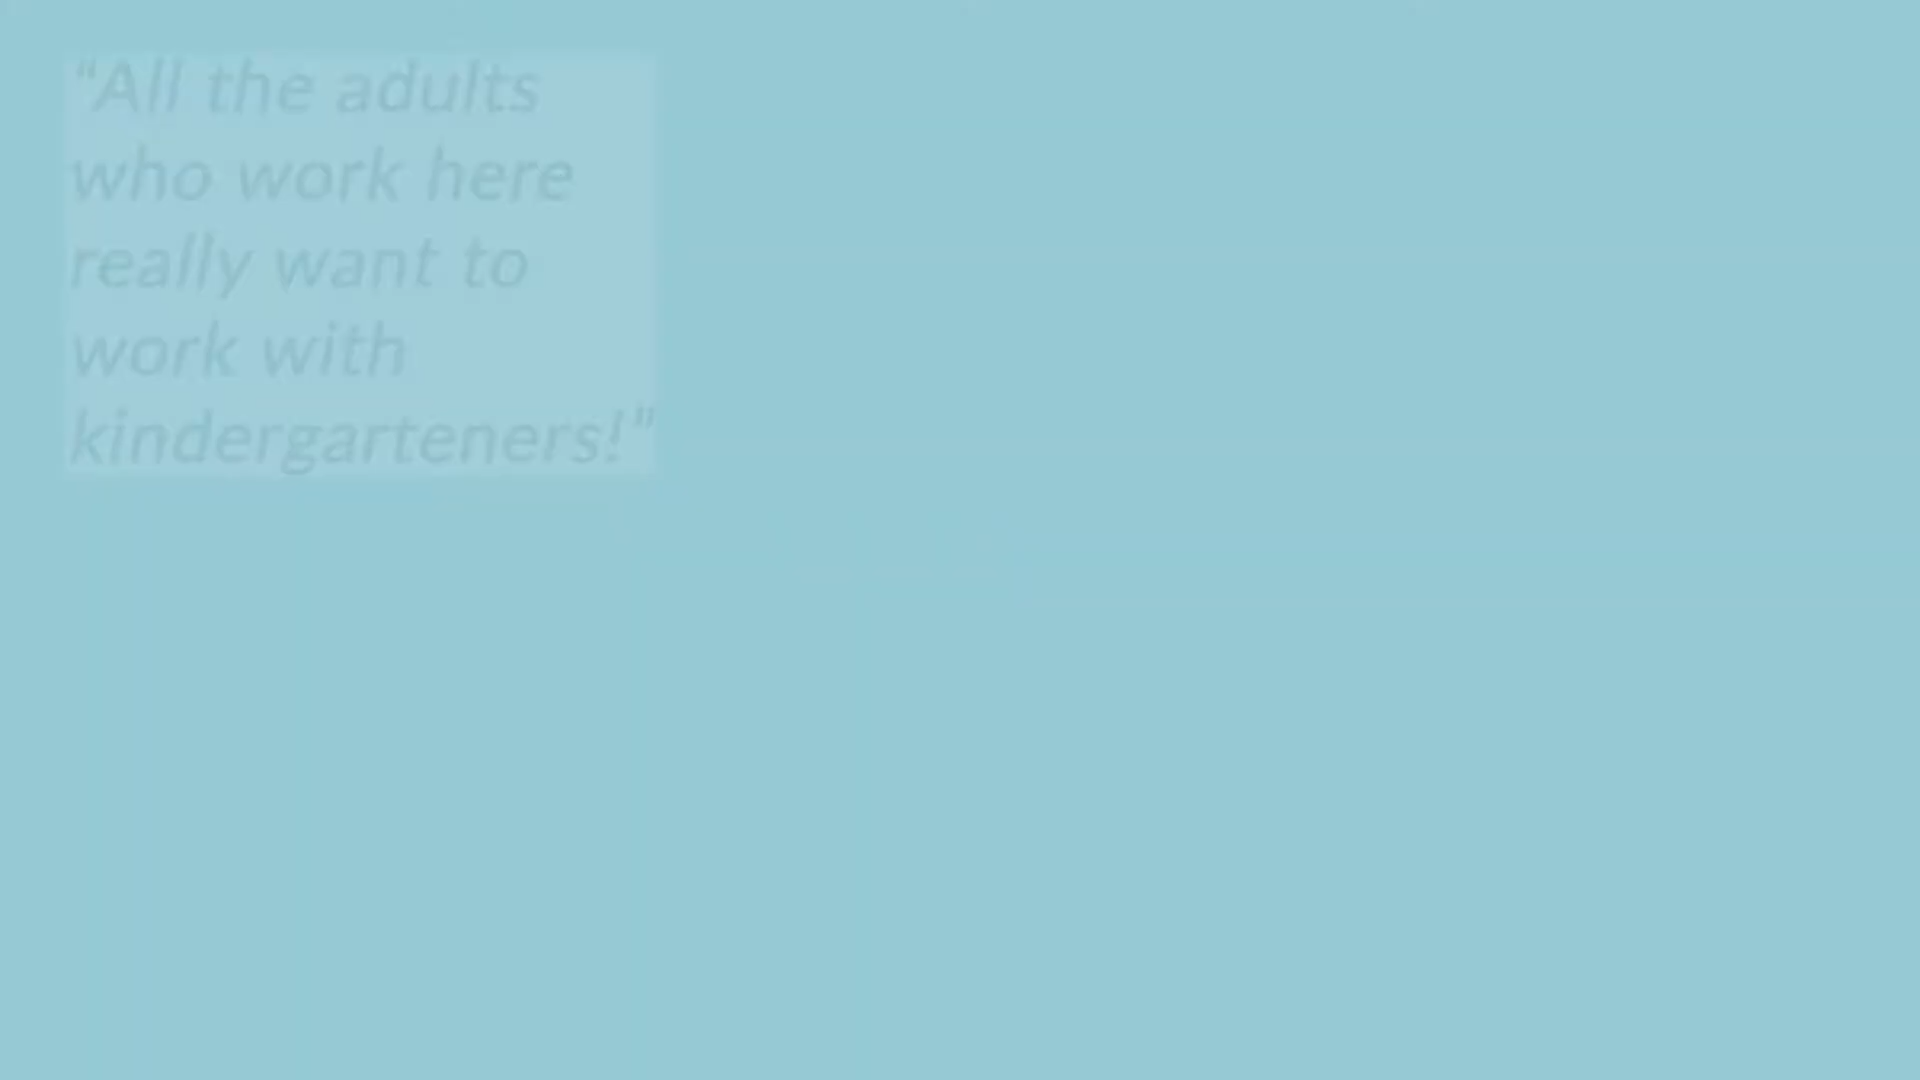 “All the adults
who work here
really want to
work with
kindergarteners!"